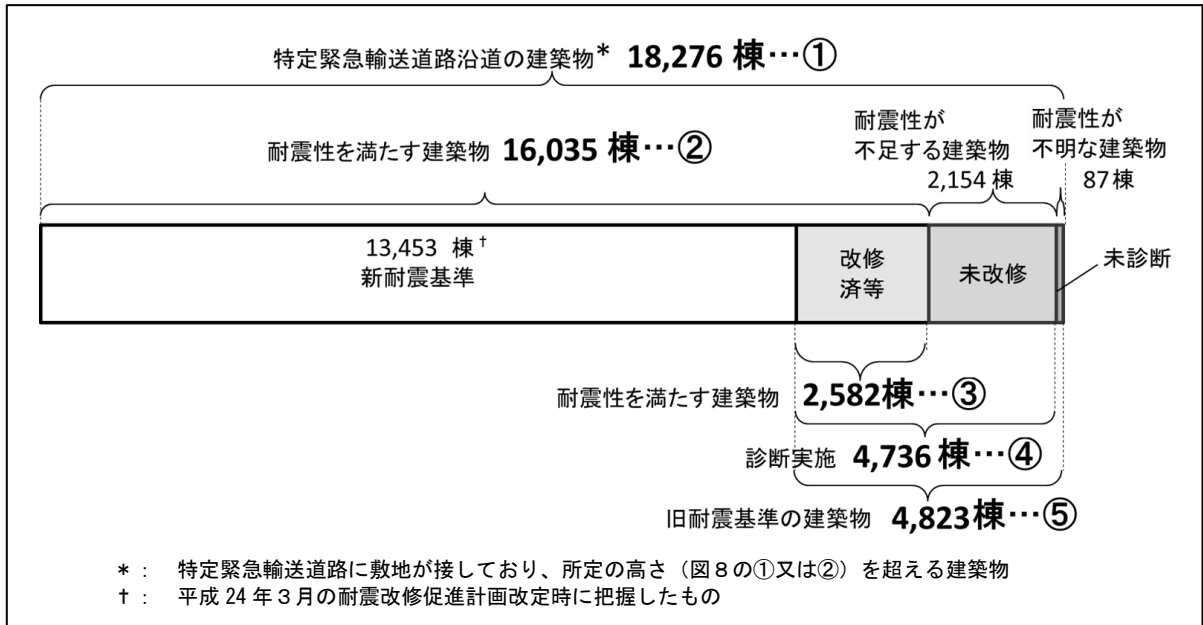 特定緊急輸送道路沿道の建築物* 18,276 棟…①
耐震性を満たす建築物 16,035 棟…②
耐震性が
不足する建築物
2,154 棟
耐震性が
不明な建築物
87 棟
13,453 棟†
新耐震基準
改修
済等
未改修
未診断
耐震性を満たす建築物 2,582棟…③
診断実施 4,736 棟…④
旧耐震基準の建築物 4,823棟…⑤
* : 特定緊急輸送道路に敷地が接しており、所定の高さ（図８の①又は②）を超える建築物
† : 平成 24 年３月の耐震改修促進計画改定時に把握したもの